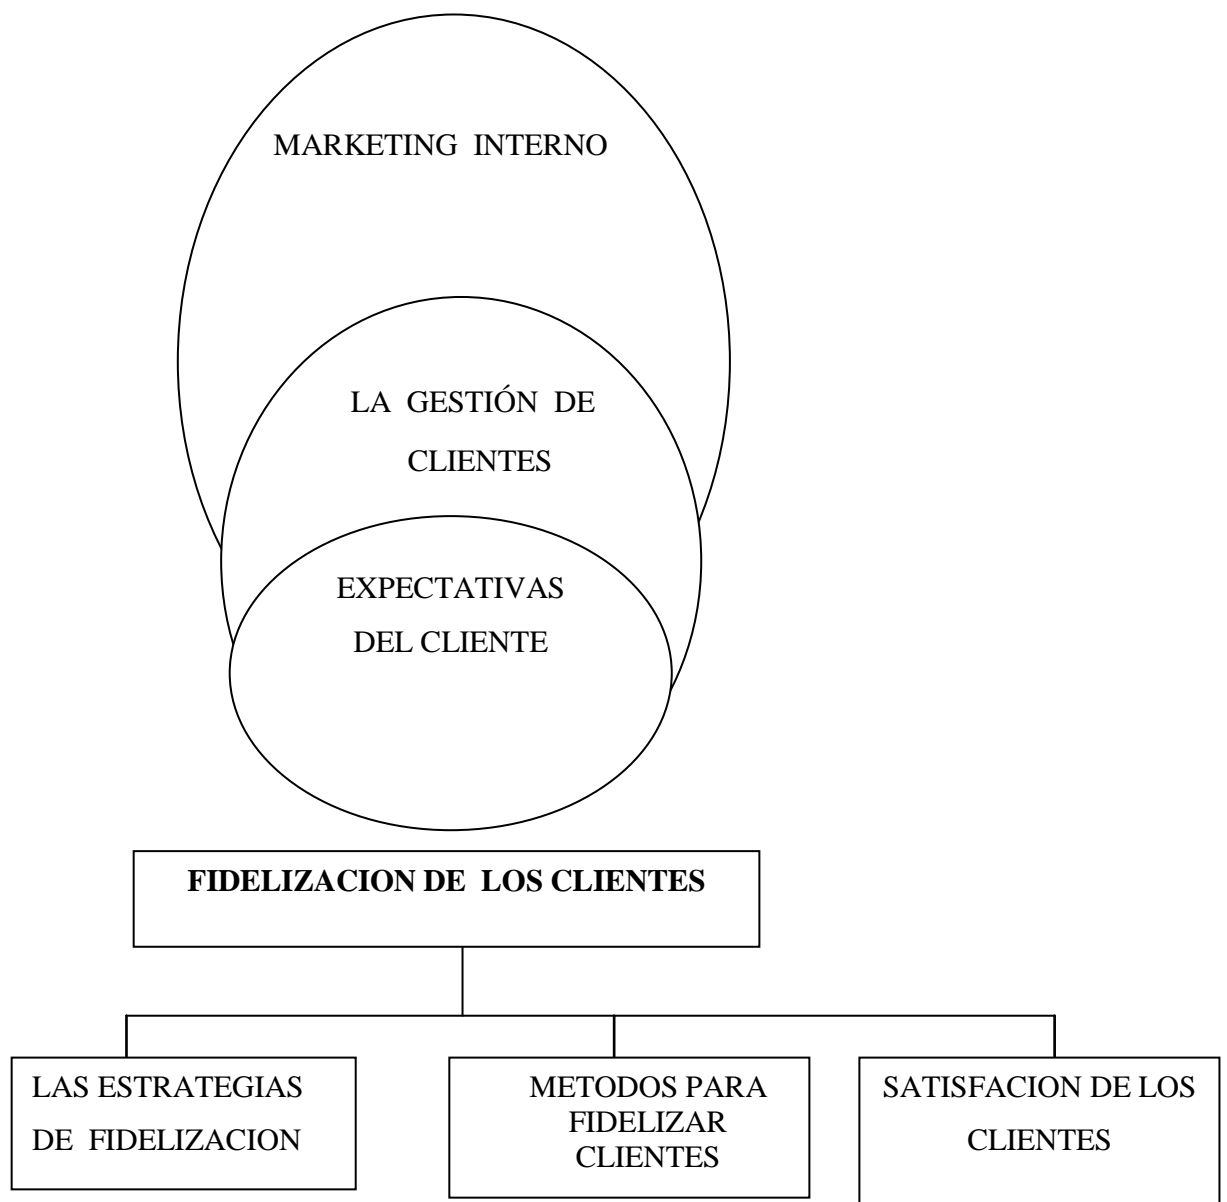 MARKETING INTERNO
LA GESTIÓN DE
CLIENTES
EXPECTATIVAS
DEL CLIENTE
FIDELIZACION DE LOS CLIENTES
LAS ESTRATEGIAS
DE FIDELIZACION
METODOS PARA
FIDELIZAR
CLIENTES
SATISFACION DE LOS
CLIENTES